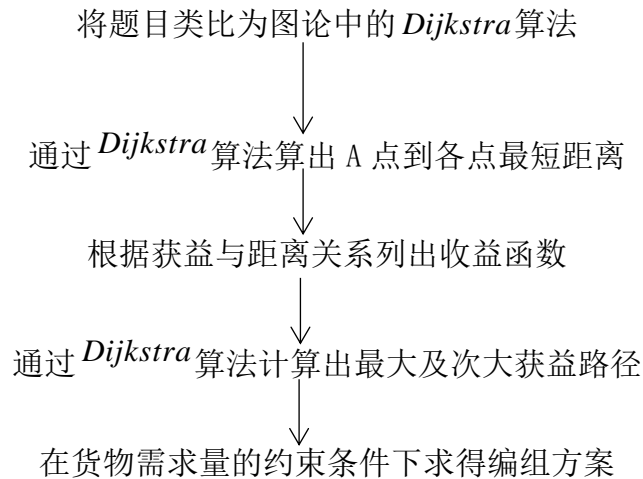 将题目类比为图论中的Dijkstra算法
通过Dijkstra算法算出 A 点到各点最短距离
根据获益与距离关系列出收益函数
通过Dijkstra算法计算出最大及次大获益路径
在货物需求量的约束条件下求得编组方案